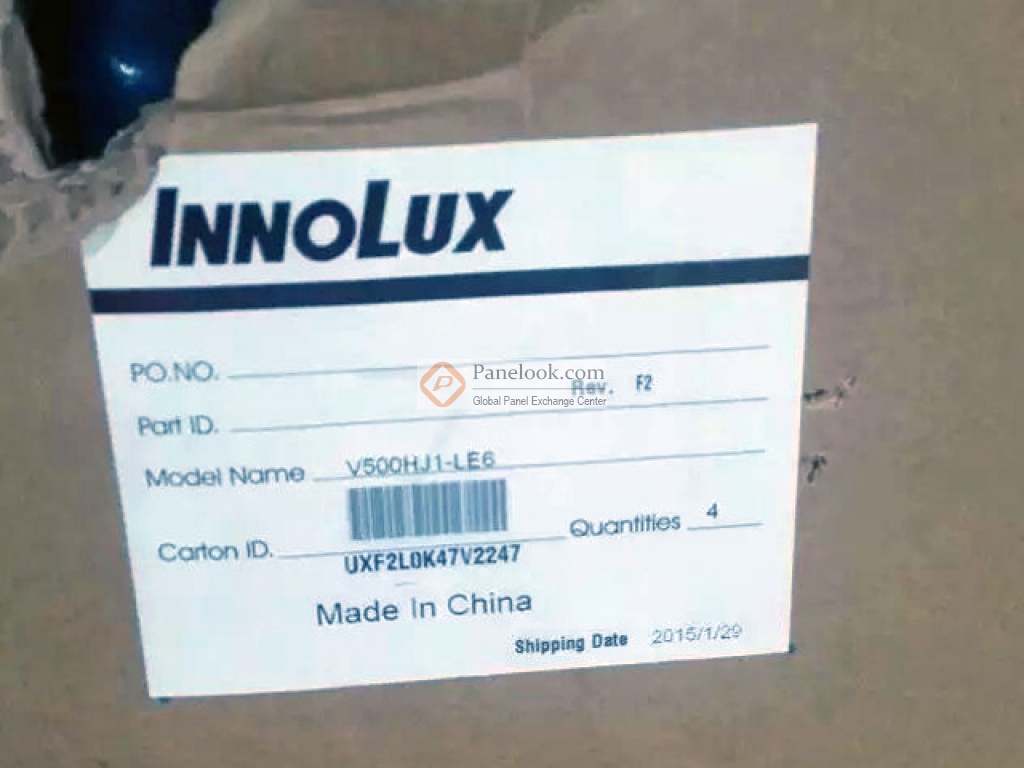 INNOLUX
PO.NO.
Panelook.com
Rev. F2
Global Panel Exchange Center
Part ID.
Model Name V500HJ1-LE6
Carton ID.
Quantities 4
UXF2L0K47V2247
Made In China
Shipping Date 2015/1/29